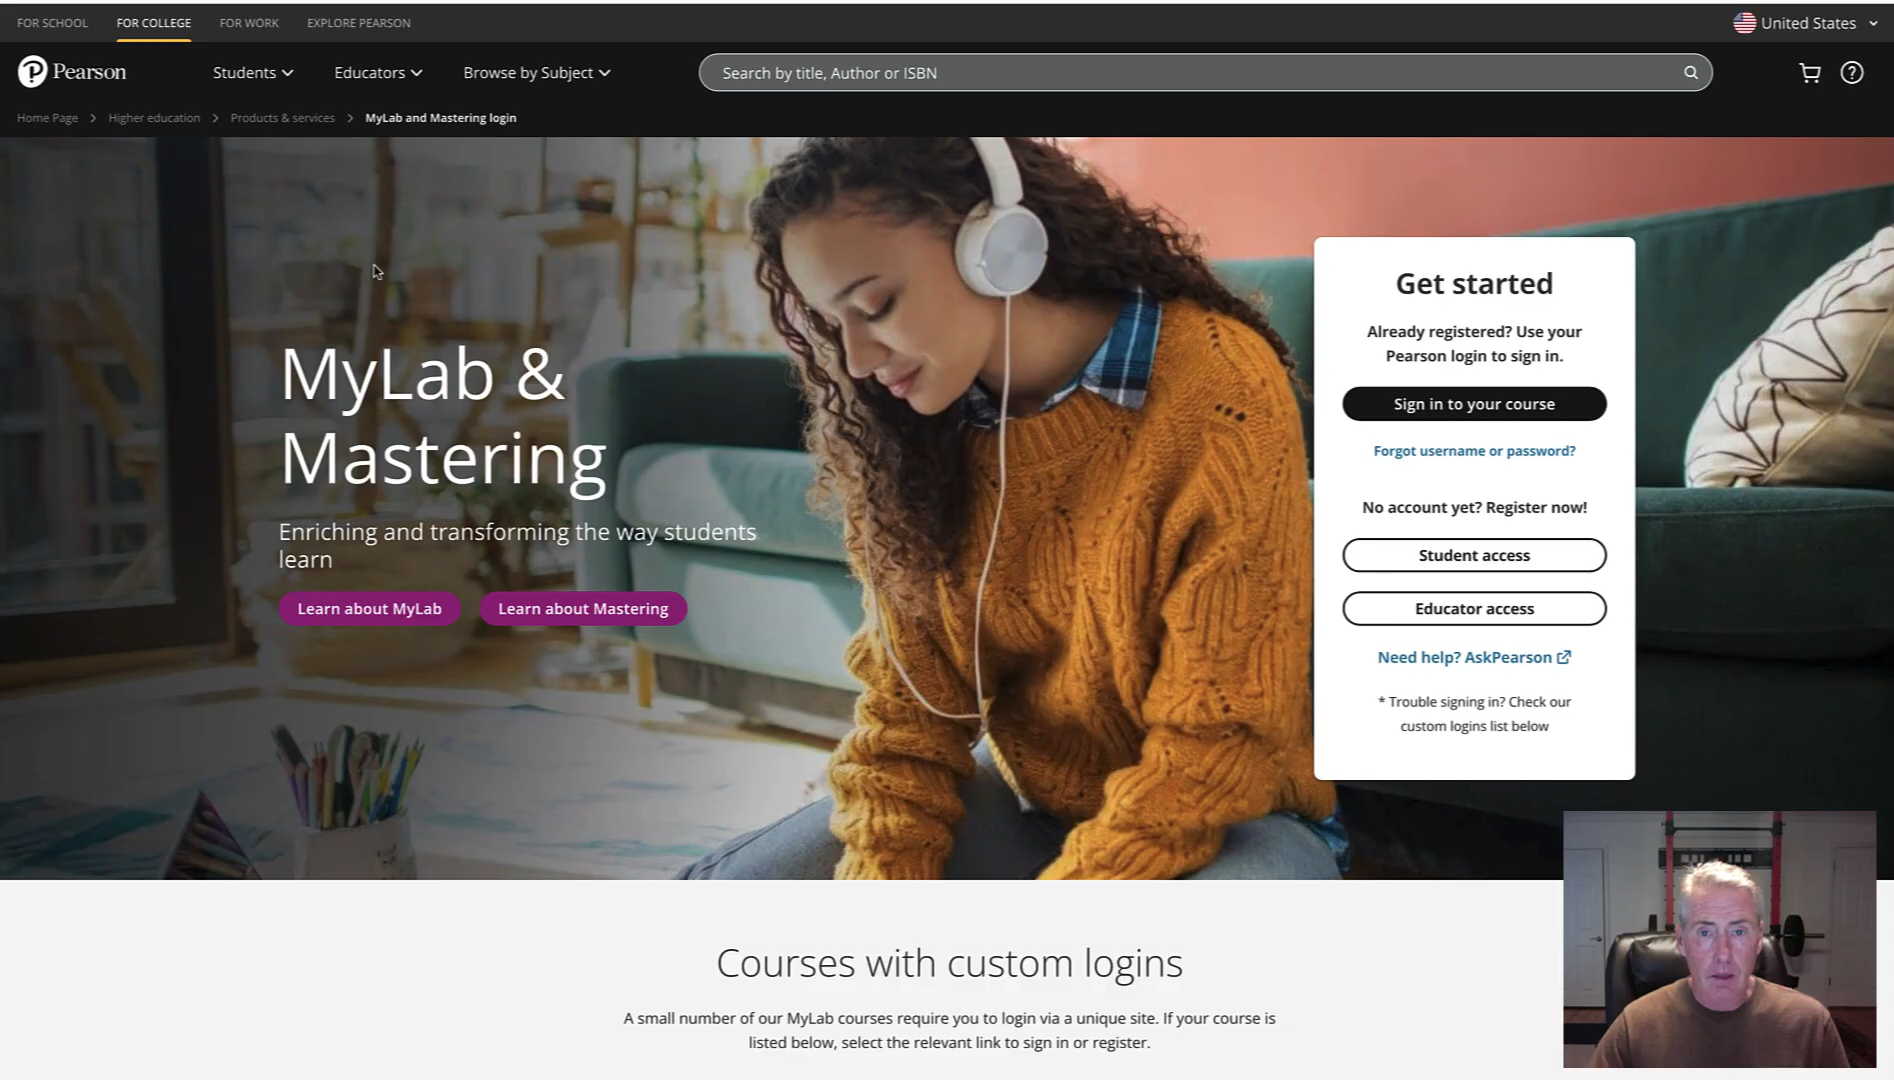 FOR SCHOOL
FOR COLLEGE
FOR WORK
EXPLORE PEARSON
United States
Pearson
Students
Educators
Browse by Subject
Search by title, Author or ISBN
Home Page > Higher education > Products & services > MyLab and Mastering login
MyLab &
Mastering
Enriching and transforming the way students
learn
Learn about MyLab
Learn about Mastering
Get started
Already registered? Use your
Pearson login to sign in.
Sign in to your course
Forgot username or password?
No account yet? Register now!
Student access
Educator access
Need help? AskPearson
* Trouble signing in? Check our
custom logins list below
Courses with custom logins
A small number of our MyLab courses require you to login via a unique site. If your course is
listed below, select the relevant link to sign in or register.